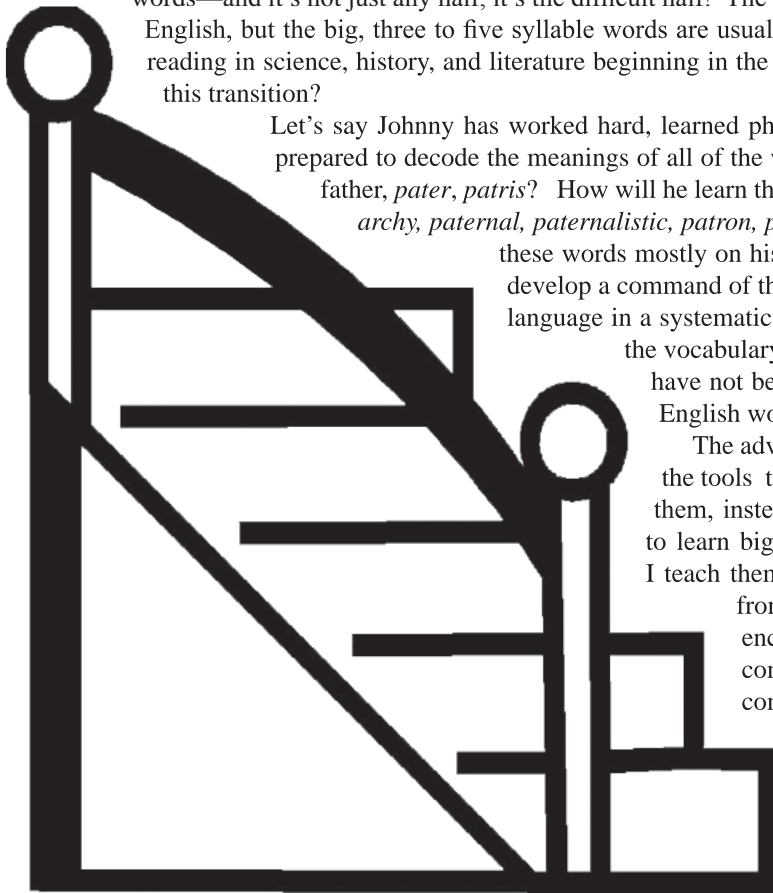 words—and it's not just any half, it's the difficult half! The
English, but the big, three to five syllable words are usual
reading in science, history, and literature beginning in the
this transition?
Let's say Johnny has worked hard, learned ph
prepared to decode the meanings of all of the
father, pater, patris? How will he learn th
archy, paternal, paternalistic, patron, p
these words mostly on his
develop a command of th
language in a systematic
the vocabulary
have not be
English wo
The adv
the tools t
them, inste
to learn big
I teach them
from
enc
con
con